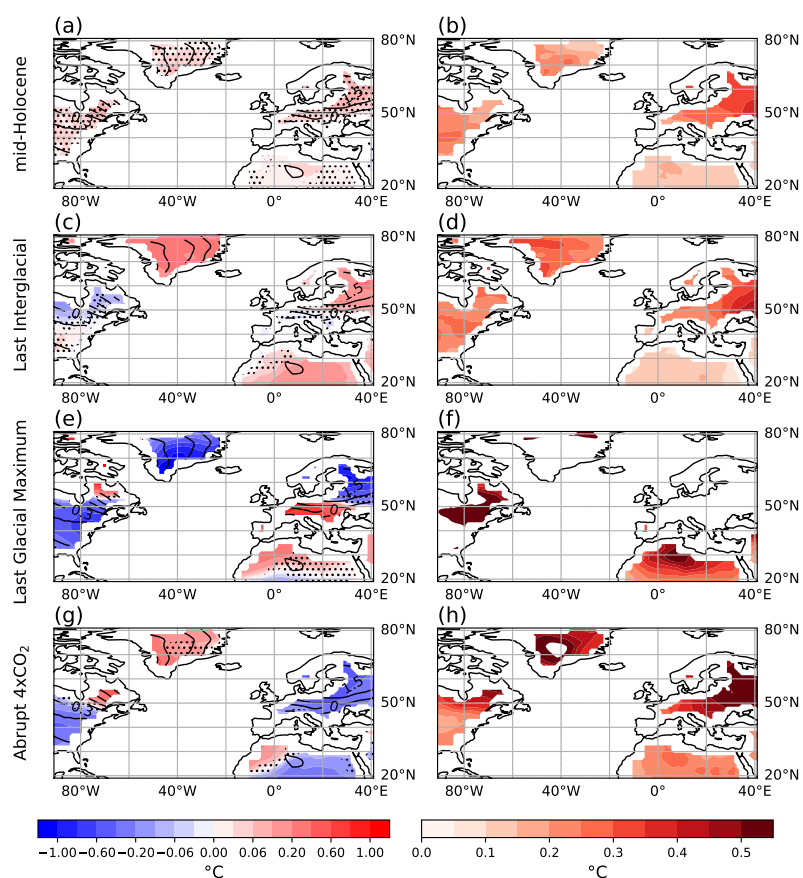 (a) (b)
mid-Holocene
80°N 80°N
50°N 50°N
20°N 20°N
80°W 40°W 0° 40°E 80°W 40°W 0° 40°E
(c) (d)
Last Interglacial
80°N 80°N
50°N 50°N
20°N 20°N
80°W 40°W 0° 40°E 80°W 40°W 0° 40°E
(e) (f)
Last Glacial Maximum
80°N 80°N
50°N 50°N
20°N 20°N
80°W 40°W 0° 40°E 80°W 40°W 0° 40°E
(g) (h)
Abrupt 4xCO₂
80°N 80°N
50°N 50°N
20°N 20°N
80°W 40°W 0° 40°E 80°W 40°W 0° 40°E
−1.00 −0.60 −0.20 −0.06 0.00 0.06 0.20 0.60 1.00 0.0 0.1 0.2 0.3 0.4 0.5
°C °C